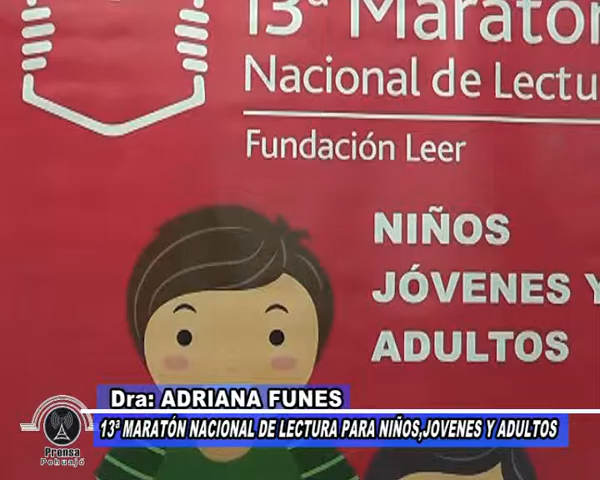 13ª Maratón
Nacional de Lectu
Fundación Leer
NIÑOS
JÓVENES Y
ADULTOS
Dra: ADRIANA FUNES
13ª MARATÓN NACIONAL DE LECTURA PARA NIÑOS,JOVENES Y ADULTOS
Prensa
Pehuajó